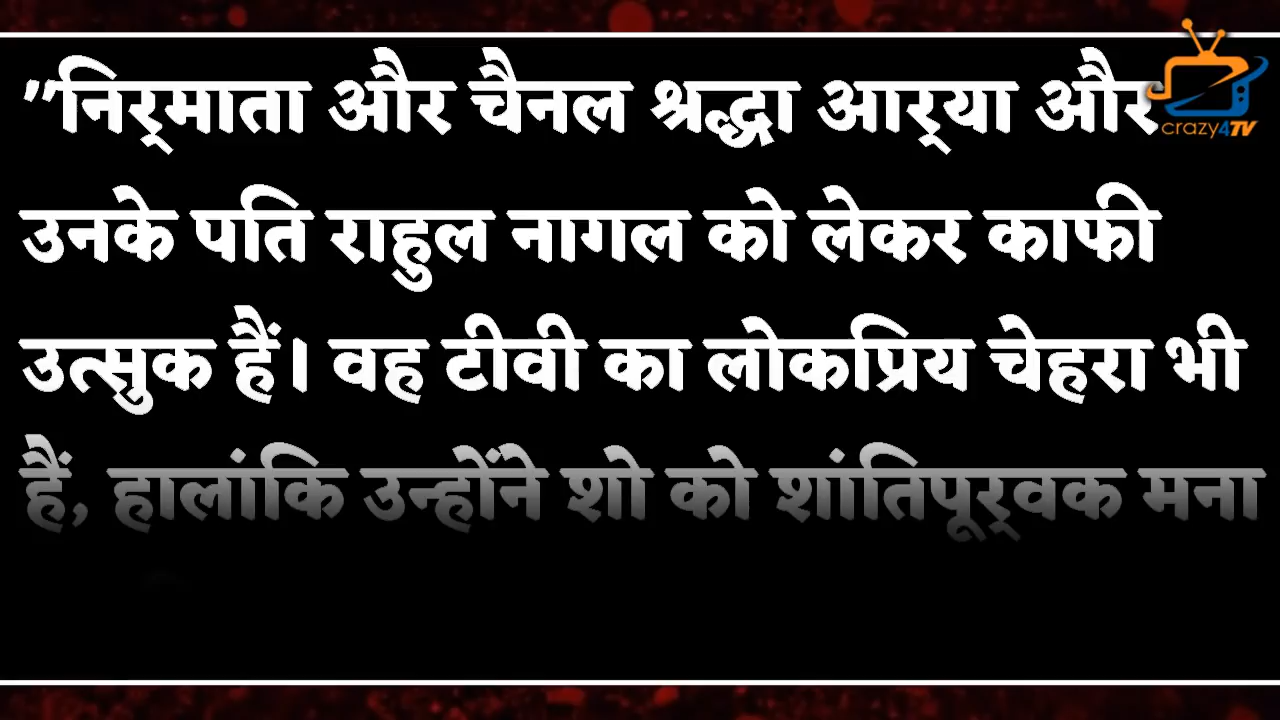 "निर्माता और चैनल श्रद्धा आर्या और
उनके पति राहुल नागल को लेकर काफी
उत्सुक हैं। वह टीवी का लोकप्रिय चेहरा भी
हैं, हालांकि उन्होंने शो को शांतिपूर्वक मना
crazy4TV